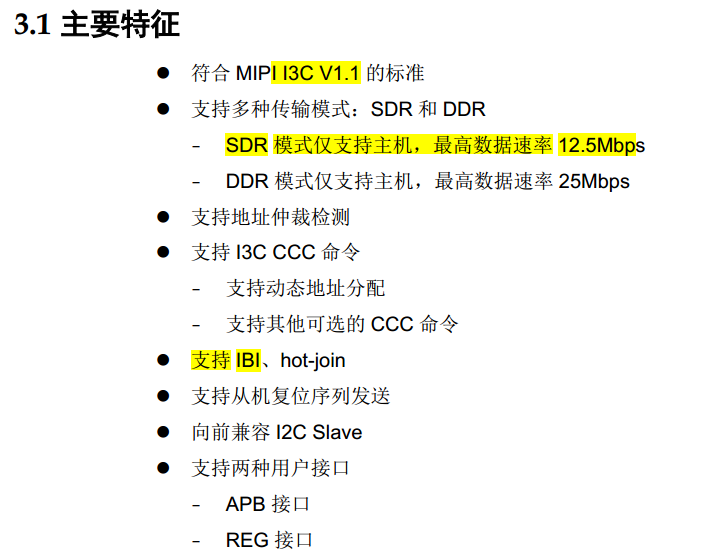 3.1 主要特征
● 符合 MIPI I3C V1.1 的标准
● 支持多种传输模式：SDR 和 DDR
– SDR 模式仅支持主机，最高数据速率 12.5Mbps
– DDR 模式仅支持主机，最高数据速率 25Mbps
● 支持地址仲裁检测
● 支持 I3C CCC 命令
– 支持动态地址分配
– 支持其他可选的 CCC 命令
● 支持 IBI、hot-join
● 支持从机复位序列发送
● 向前兼容 I2C Slave
● 支持两种用户接口
– APB 接口
– REG 接口